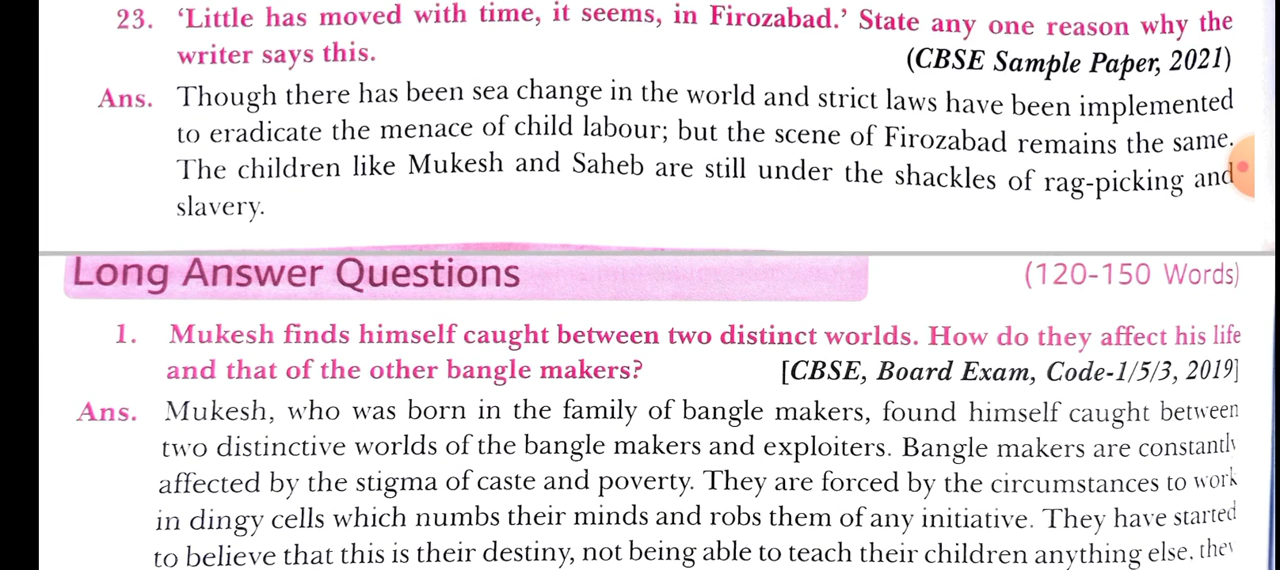 23. ‘Little has moved with time, it seems, in Firozabad.’ State any one reason why the
writer says this. (CBSE Sample Paper, 2021)
Ans. Though there has been sea change in the world and strict laws have been implemented
to eradicate the menace of child labour; but the scene of Firozabad remains the same.
The children like Mukesh and Saheb are still under the shackles of rag-picking and
slavery.
Long Answer Questions (120-150 Words)
1. Mukesh finds himself caught between two distinct worlds. How do they affect his life
and that of the other bangle makers? [CBSE, Board Exam, Code-1/5/3, 2019]
Ans. Mukesh, who was born in the family of bangle makers, found himself caught between
two distinctive worlds of the bangle makers and exploiters. Bangle makers are constantly
affected by the stigma of caste and poverty. They are forced by the circumstances to work
in dingy cells which numbs their minds and robs them of any initiative. They have started
to believe that this is their destiny, not being able to teach their children anything else, they